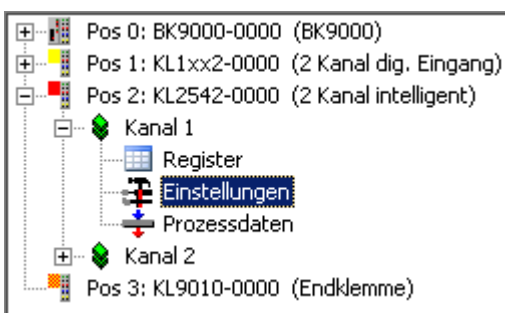 Pos 0: BK9000-0000 (BK9000)
Pos 1: KL1xx2-0000 (2 Kanal dig. Eingang)
Pos 2: KL2542-0000 (2 Kanal intelligent)
Kanal 1
Register
Einstellungen
Prozessdaten
Kanal 2
Pos 3: KL9010-0000 (Endklemme)